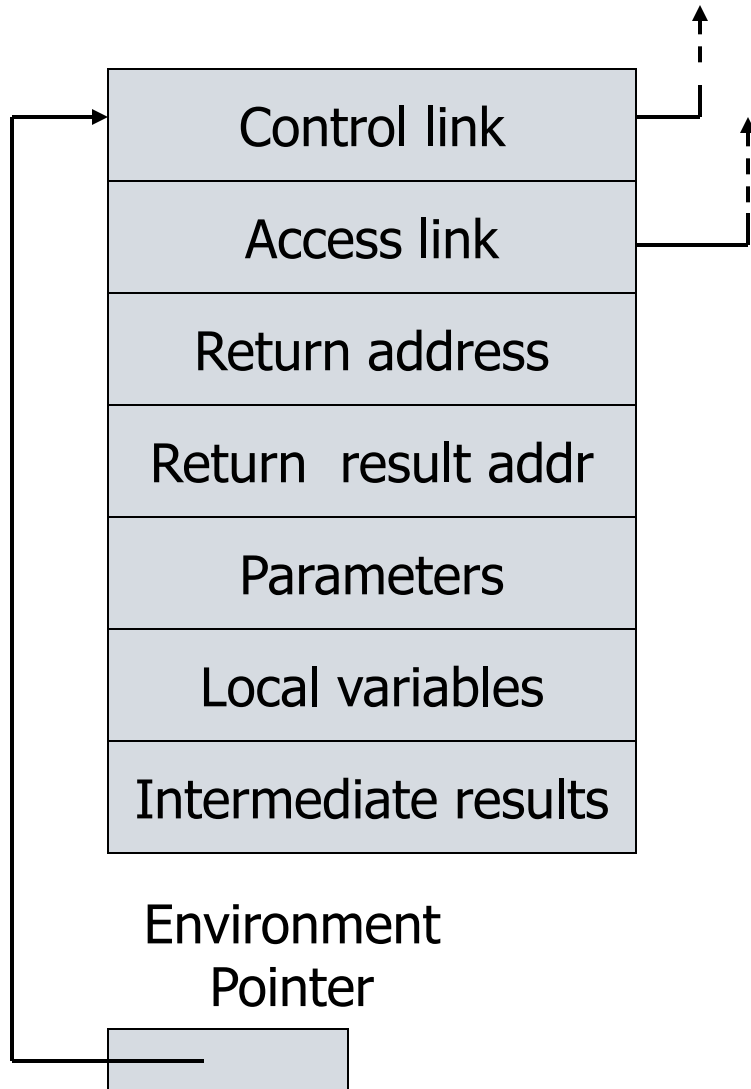 Control link
Access link
Return address
Return  result addr
Parameters
Local variables
Intermediate results
Environment
Pointer